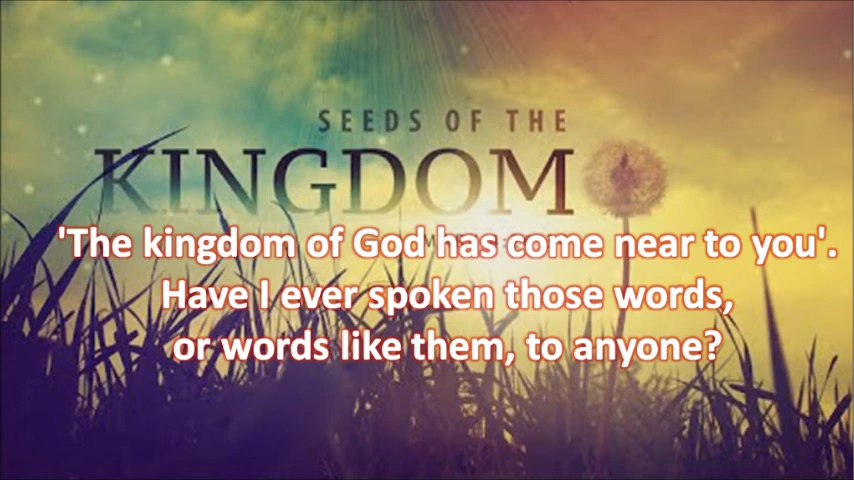 SEEDS OF THE
KINGDOM
'The kingdom of God has come near to you'.
Have I ever spoken those words,
or words like them, to anyone?